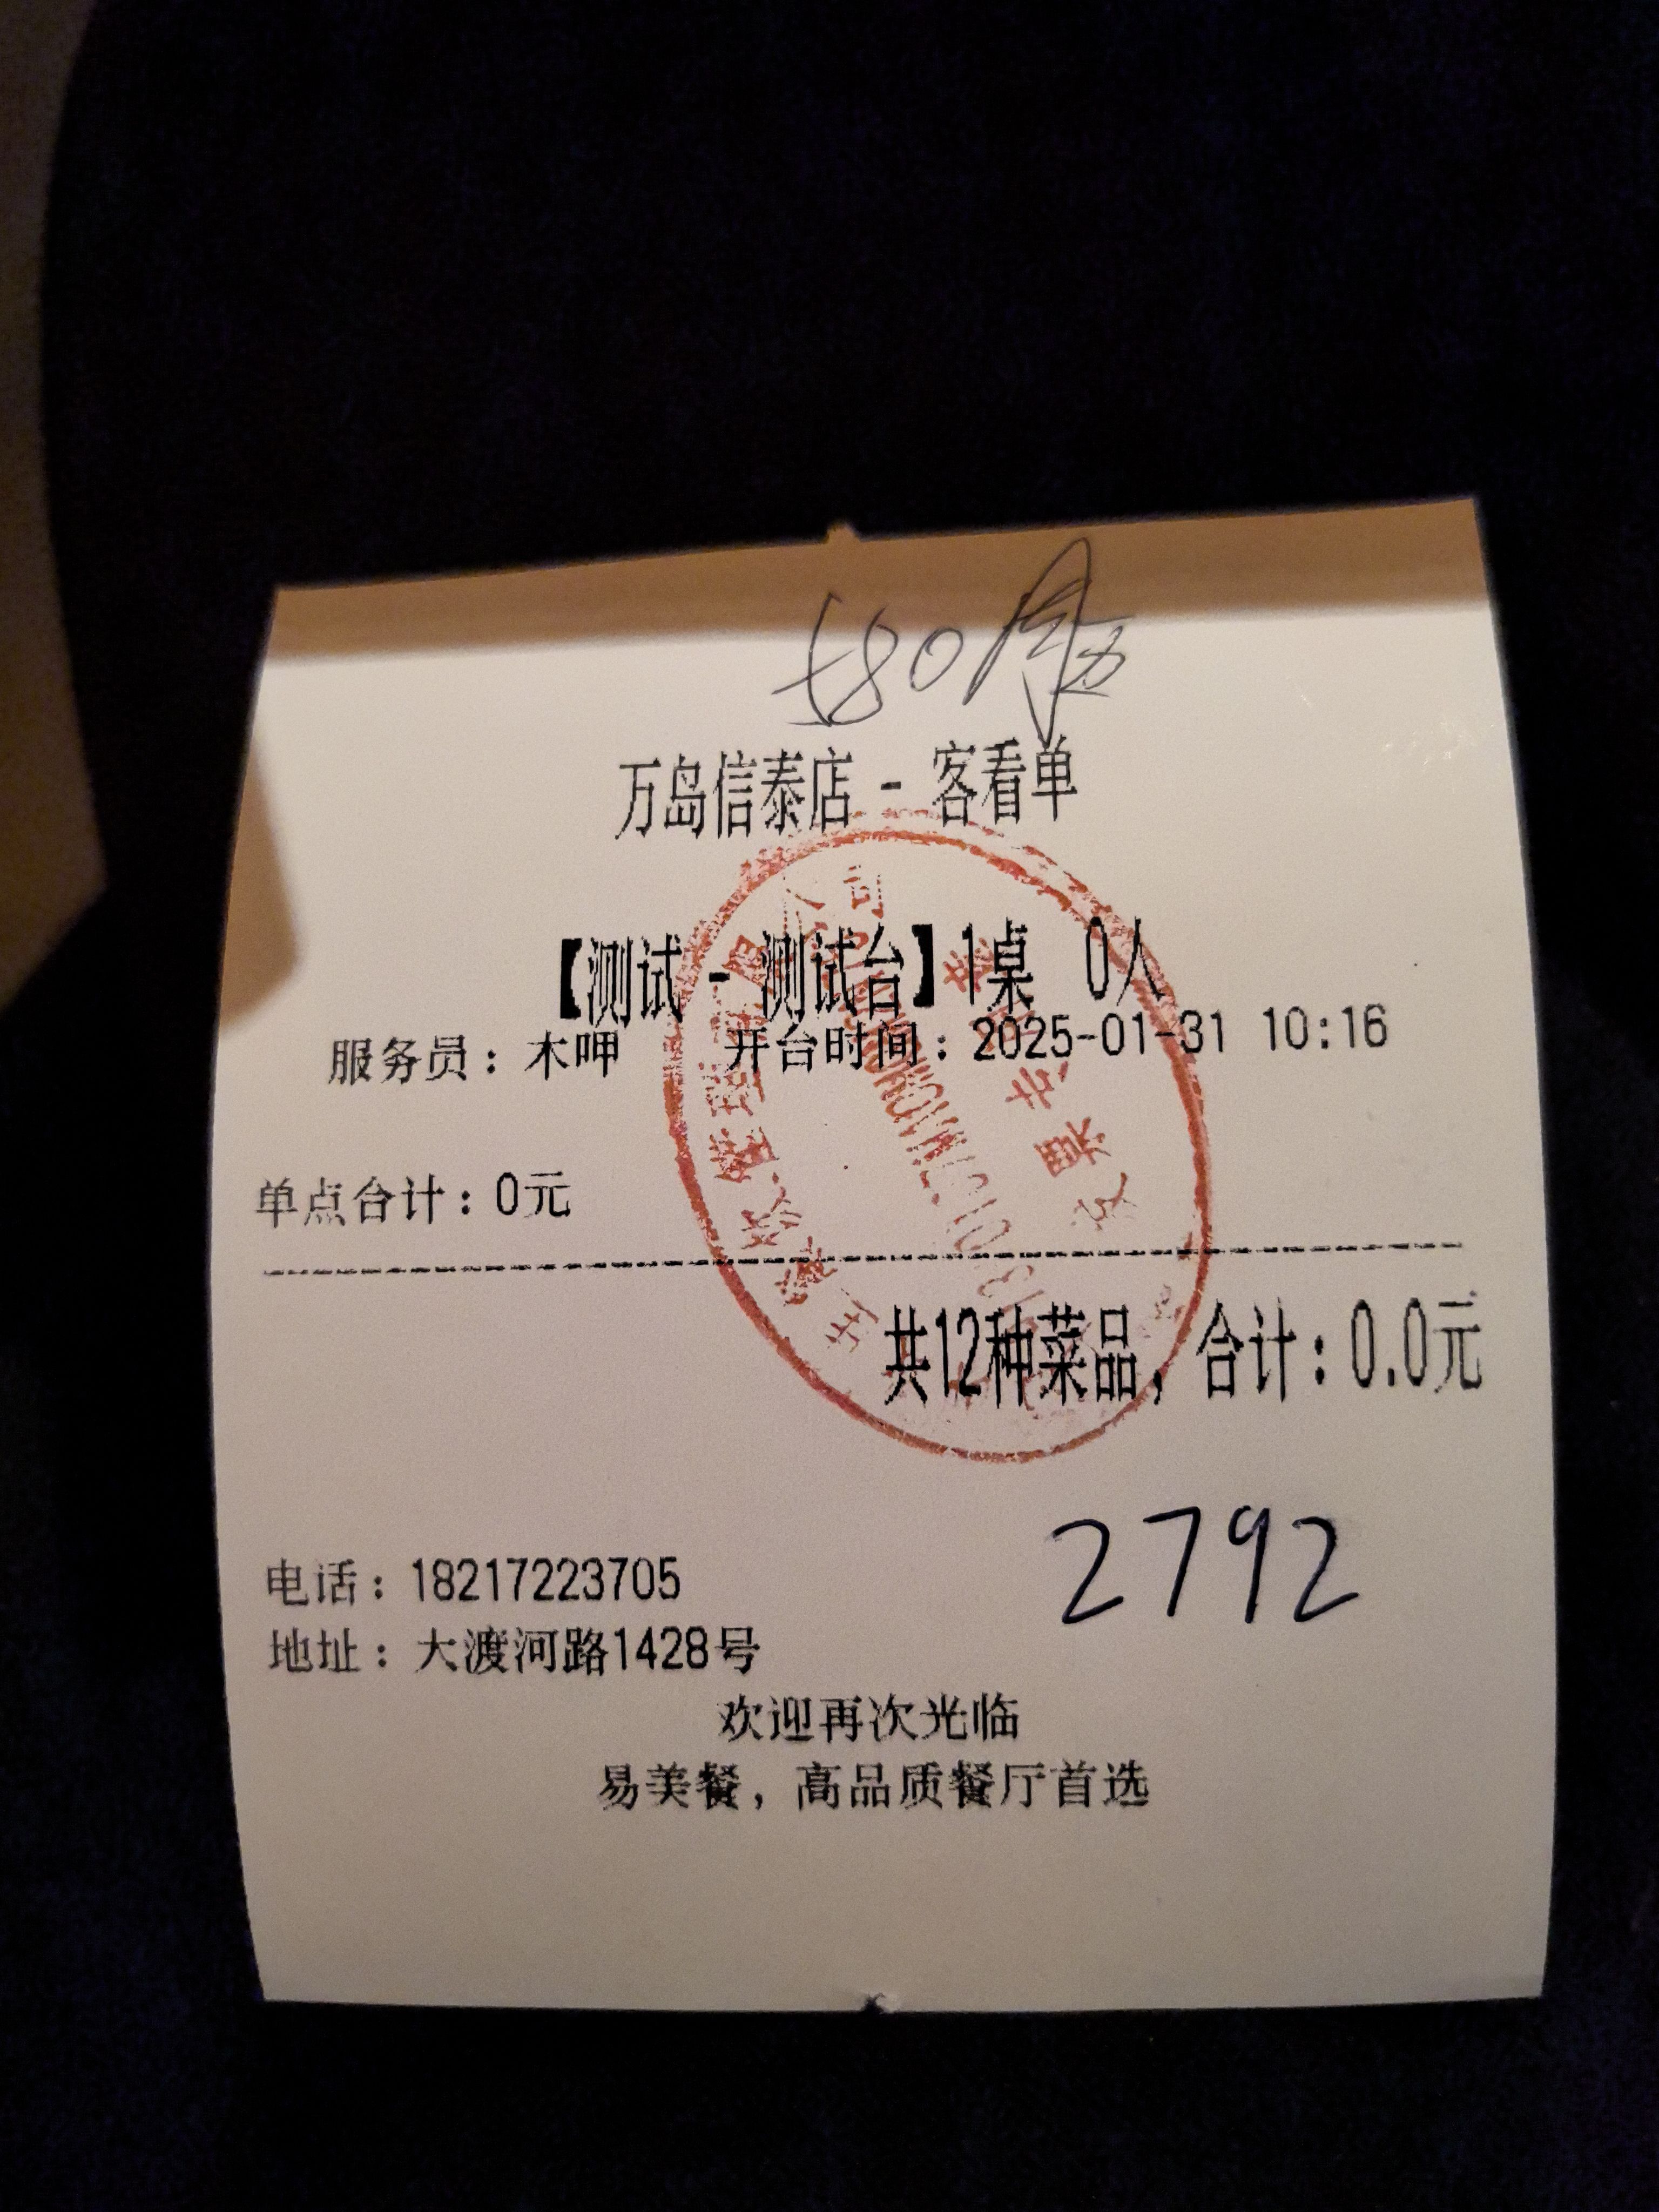 万岛信泰店 - 客看单
【测试 - 测试台】1桌 0人
服务员：木呷 开台时间：2025-01-31 10:16
单点合计：0元
共12种菜品，合计：0.0元
2792
电话：18217223705
地址：大渡河路1428号
欢迎再次光临
易美餐，高品质餐厅首选